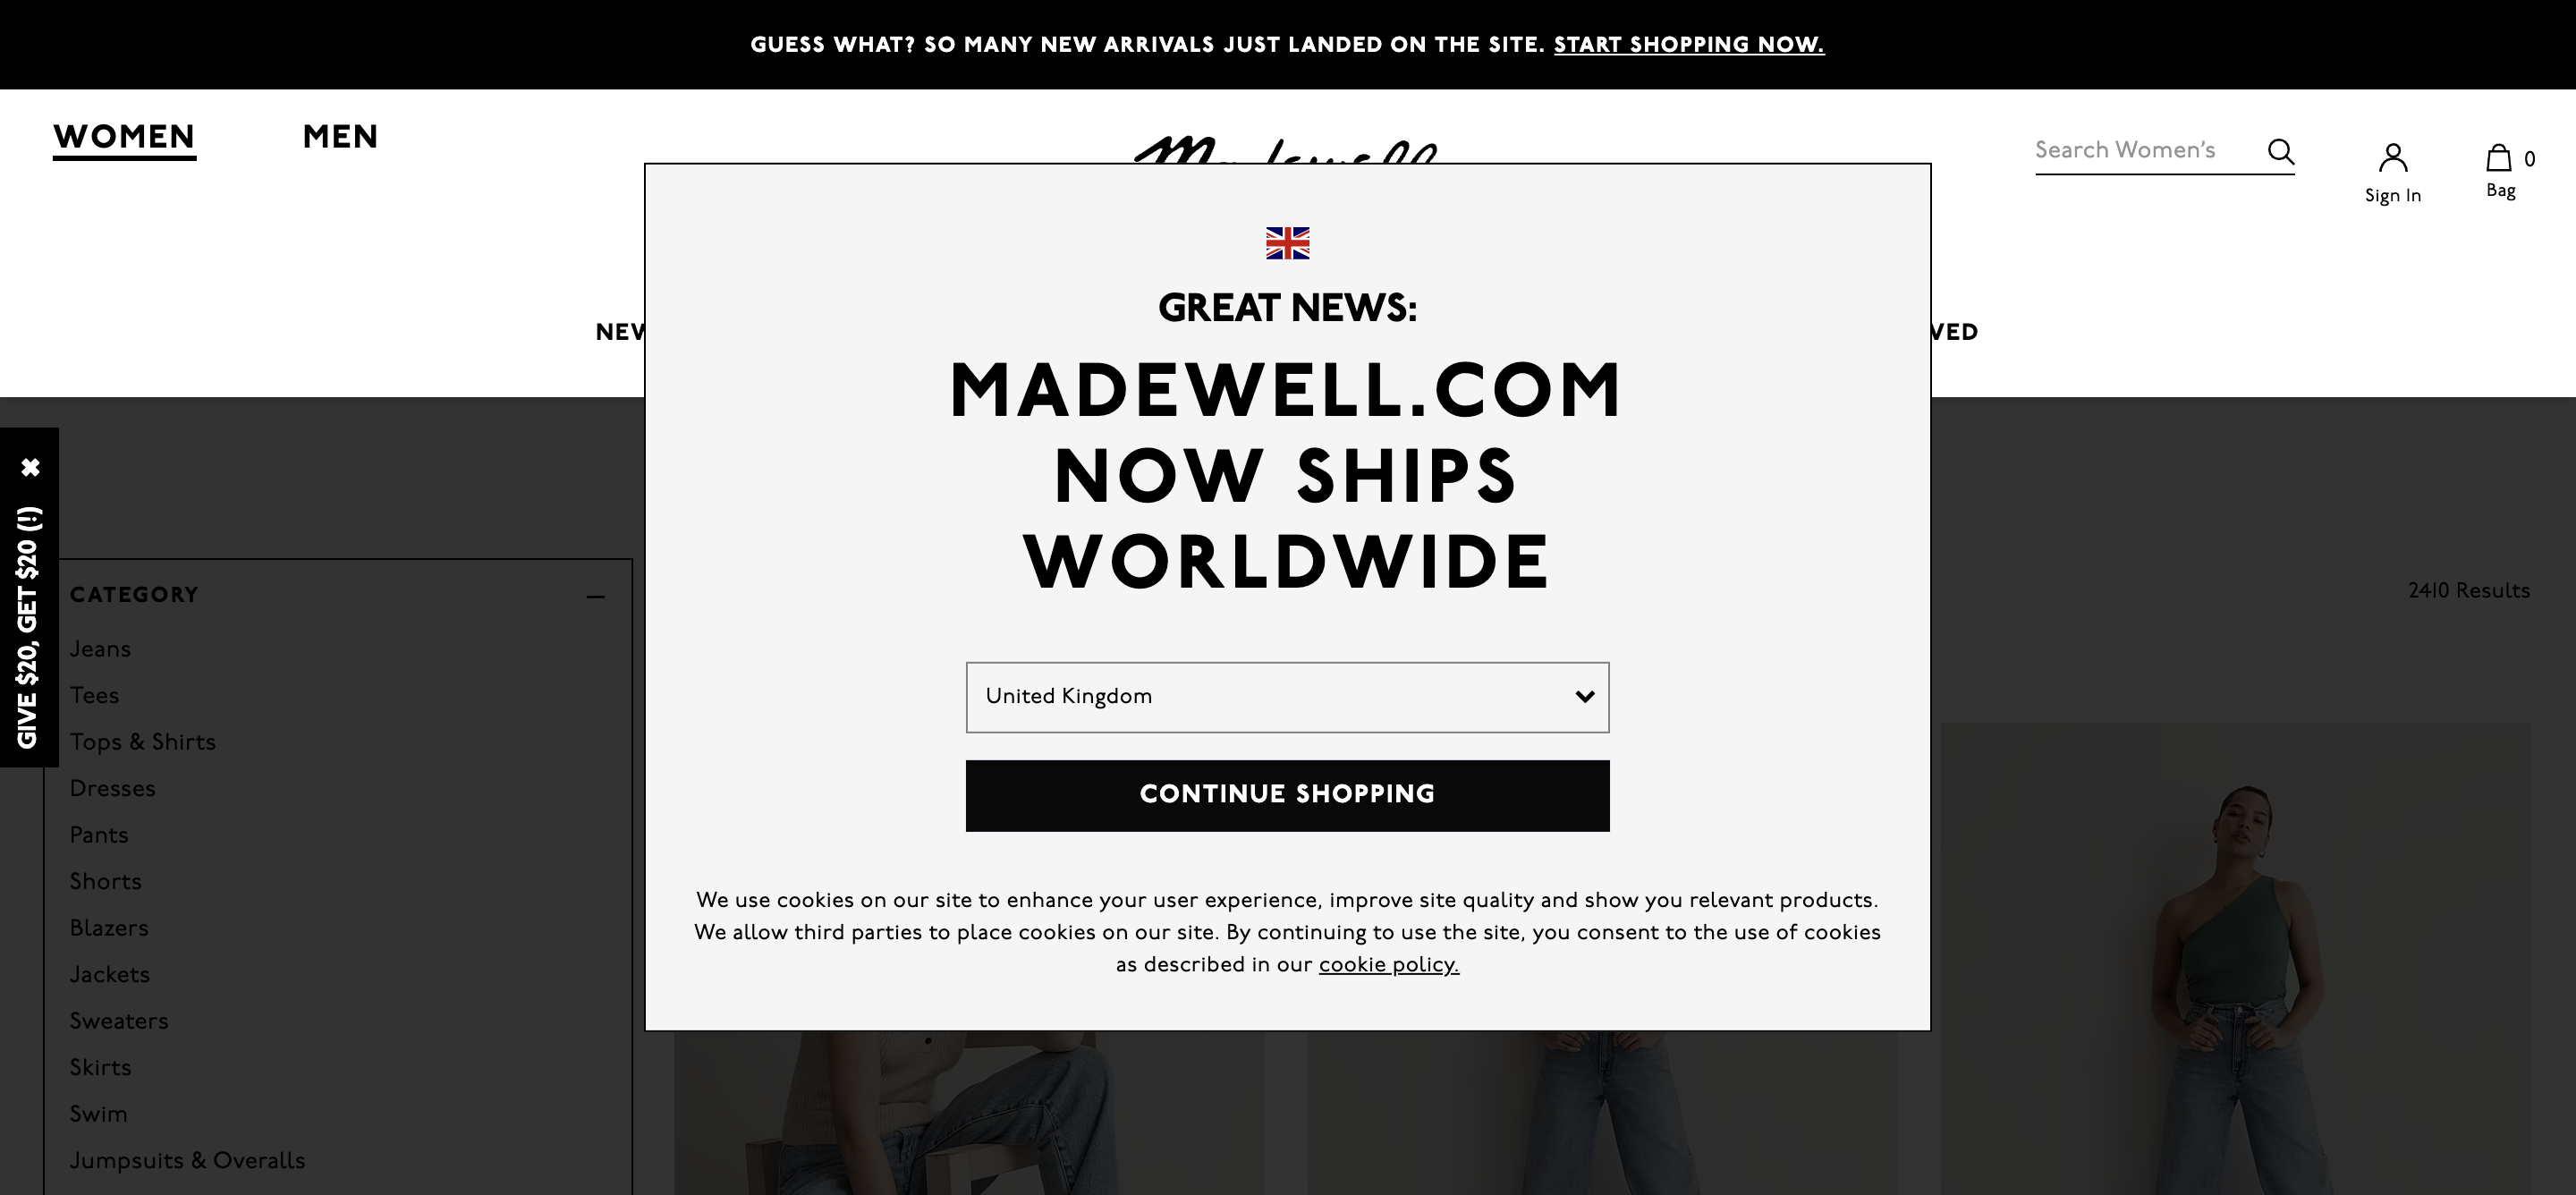 GUESS WHAT? SO MANY NEW ARRIVALS JUST LANDED ON THE SITE. START SHOPPING NOW.
WOMEN
MEN
Search Women's
Sign In
0
Bag
GREAT NEWS:
MADEWELL.COM
NOW SHIPS
WORLDWIDE
United Kingdom
CONTINUE SHOPPING
We use cookies on our site to enhance your user experience, improve site quality and show you relevant products.
We allow third parties to place cookies on our site. By continuing to use the site, you consent to the use of cookies
as described in our cookie policy.
GIVE $20, GET $20 (!)
CATEGORY
Jeans
Tees
Tops & Shirts
Dresses
Pants
Shorts
Blazers
Jackets
Sweaters
Skirts
Swim
Jumpsuits & Overalls
2410 Results